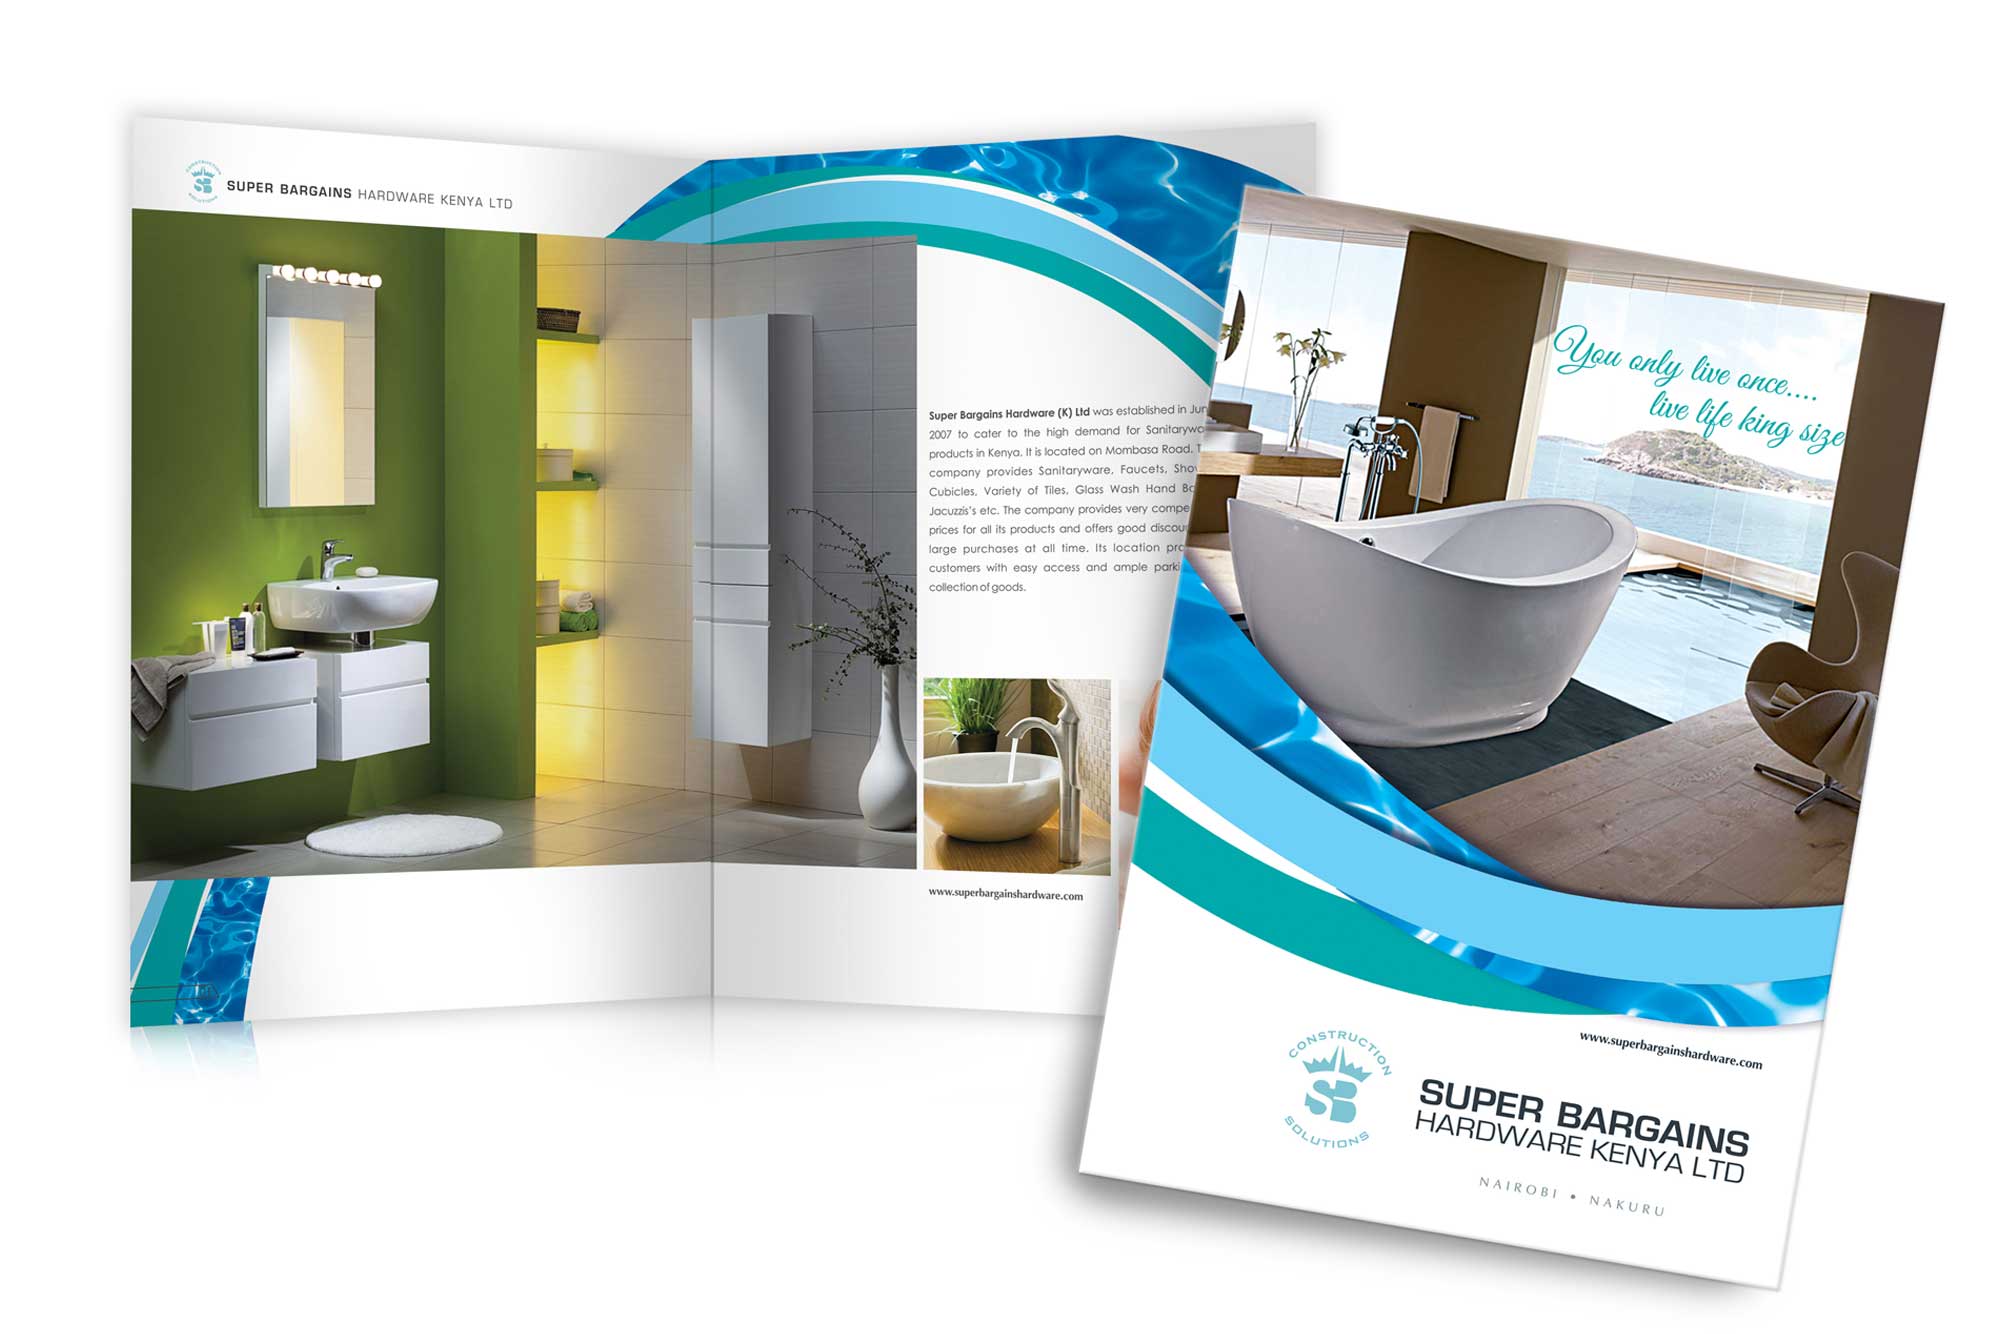 CONSTRUCTION
SB
SOLUTIONS
SUPER BARGAINS HARDWARE KENYA LTD
Super Bargains Hardware (K) Ltd was established in
2007 to cater to the high demand for
products in Kenya. It is located on Mombasa Road.
company provides Sanitaryware, Faucets,
Cubicles, Variety of Tiles, Glass Wash Hand
Jacuzzis's etc. The company provides very
prices for all its products and offers good
large purchases at all time. Its location
customers with easy access and ample
collection of goods.
www.superbargainshardware.com
You only live once....
live life king size
www.superbargainshardware.com
CONSTRUCTION
SB
SOLUTIONS
SUPER BARGAINS
HARDWARE KENYA LTD
NAIROBI • NAKURU